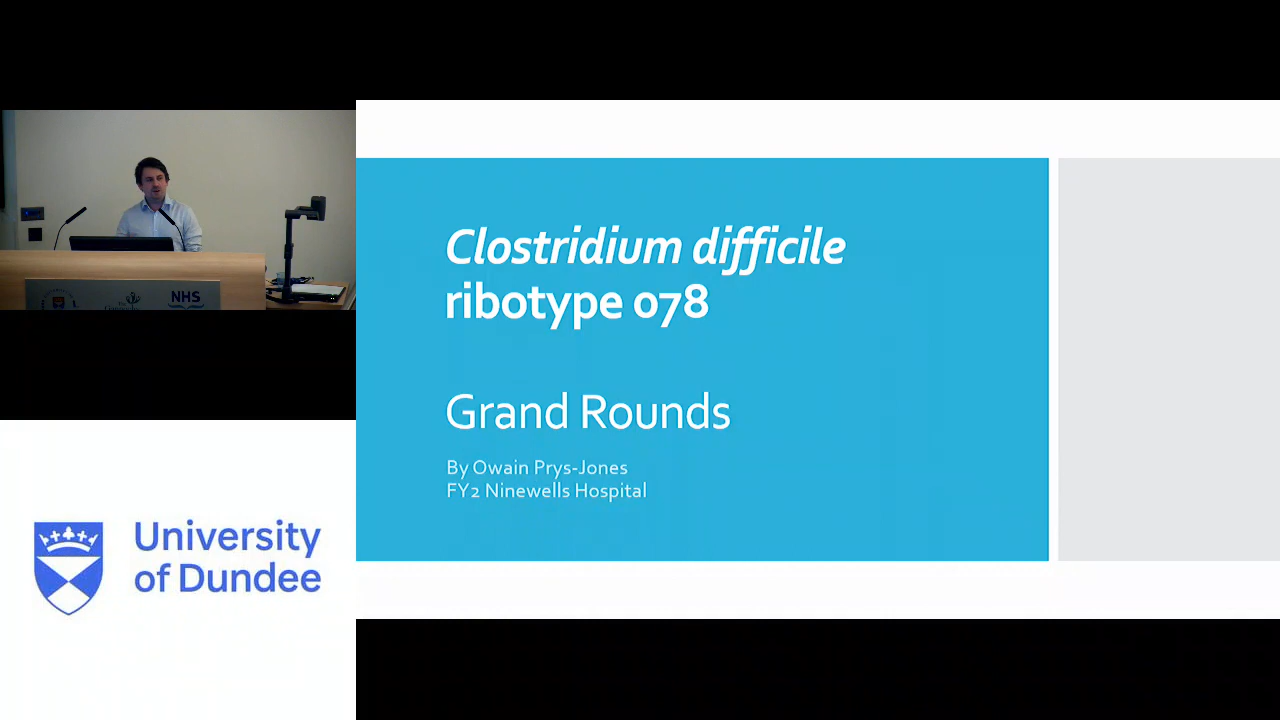 Clostridium difficile
ribotype 078
Grand Rounds
By Owain Prys-Jones
FY2 Ninewells Hospital
NHS
University
of Dundee